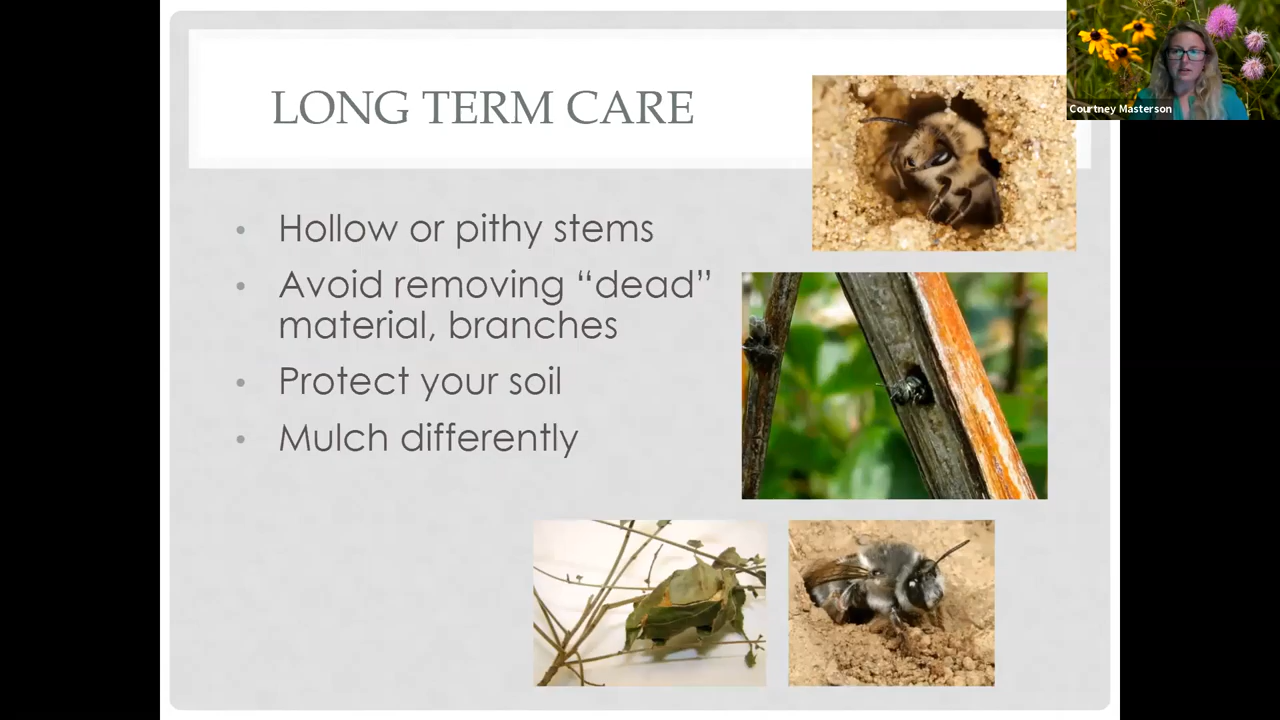 LONG TERM CARE
Hollow or pithy stems
Avoid removing “dead”
material, branches
Protect your soil
Mulch differently
Courtney Masterson